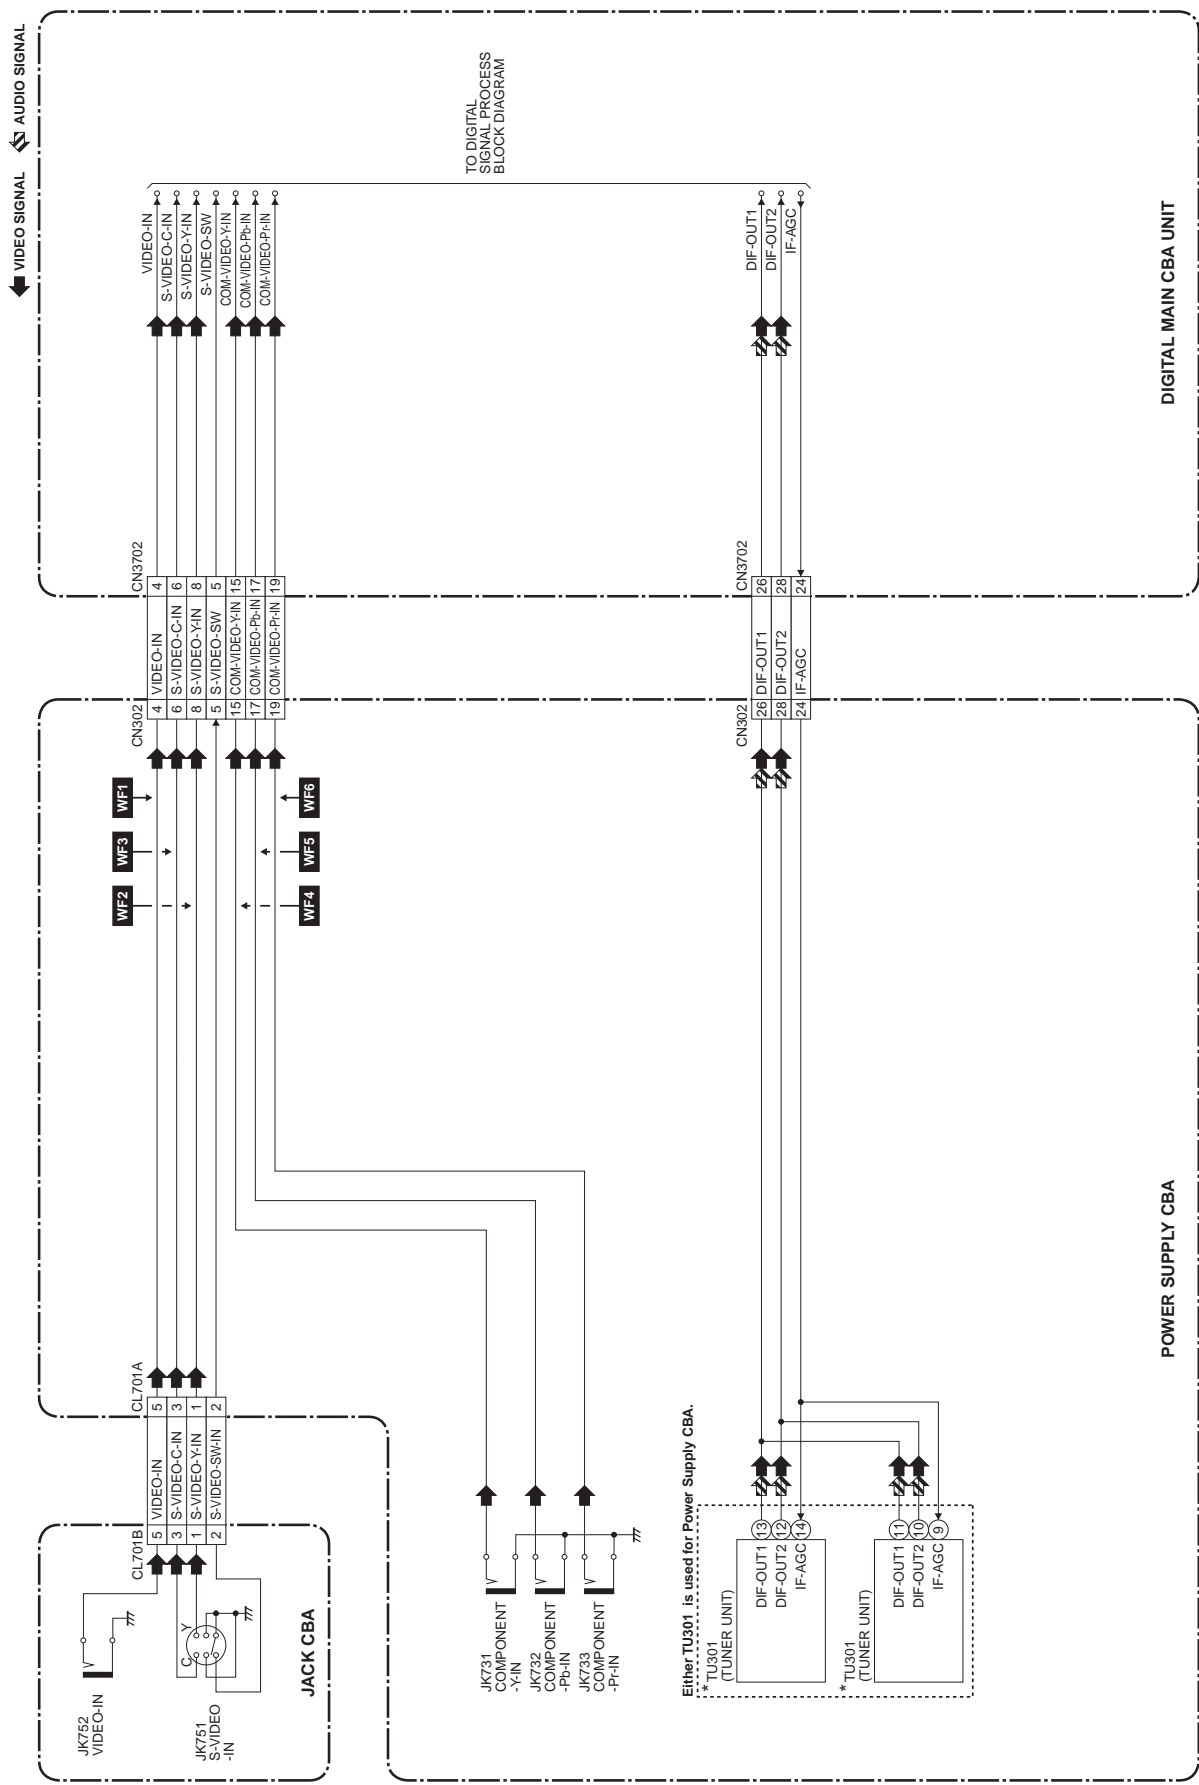 VIDEO SIGNAL
AUDIO SIGNAL
JK752
VIDEO-IN
JK751
S-VIDEO
-IN
C
Y
JACK CBA
CL701B
5
3
1
2
VIDEO-IN
S-VIDEO-C-IN
S-VIDEO-Y-IN
S-VIDEO-SW-IN
CL701A
5
3
1
2
WF2
WF3
WF1
WF4
WF5
WF6
CN302
4
6
8
5
15
17
19
VIDEO-IN
S-VIDEO-C-IN
S-VIDEO-Y-IN
S-VIDEO-SW
COM-VIDEO-Y-IN
COM-VIDEO-Pb-IN
COM-VIDEO-Pr-IN
CN3702
4
6
8
5
15
17
19
VIDEO-IN
S-VIDEO-C-IN
S-VIDEO-Y-IN
S-VIDEO-SW
COM-VIDEO-Y-IN
COM-VIDEO-Pb-IN
COM-VIDEO-Pr-IN
TO DIGITAL
SIGNAL PROCESS
BLOCK DIAGRAM
JK731
COMPONENT
-Y-IN
JK732
COMPONENT
-Pb-IN
JK733
COMPONENT
-Pr-IN
Either TU301 is used for Power Supply CBA.
* TU301
(TUNER UNIT)
DIF-OUT1 13
DIF-OUT2 12
IF-AGC 14
* TU301
(TUNER UNIT)
DIF-OUT1 11
DIF-OUT2 10
IF-AGC 9
CN302
26
28
24
DIF-OUT1
DIF-OUT2
IF-AGC
CN3702
26
28
24
DIF-OUT1
DIF-OUT2
IF-AGC
POWER SUPPLY CBA
DIGITAL MAIN CBA UNIT